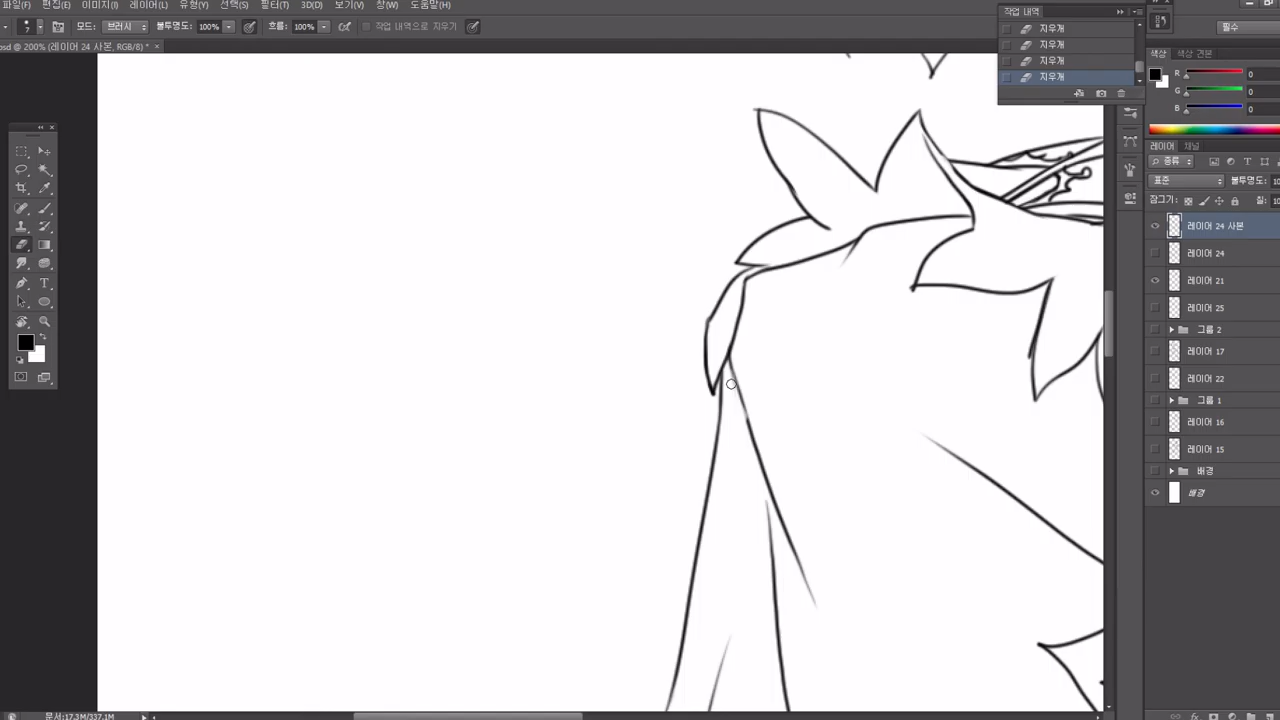 파일(F) 편집(E) 이미지(I) 레이어(L) 유형(Y) 선택(S) 필터(T) 3D(D) 보기(V) 창(W) 도움말(H)
모드: 브러시 불투명도: 100% 흐름: 100% 작업 내역으로 지우기
필수
psd @ 200% (레이어 24 사본, RGB/8) * ×
작업 내역
지우개
지우개
지우개
지우개
색상 색상 견본
R 0
G 0
B 0
레이어 채널
종류
표준 불투명도: 10
잠그기: 칠: 10
레이어 24 사본
레이어 24
레이어 21
레이어 25
그룹 2
레이어 17
레이어 22
그룹 1
레이어 16
레이어 15
배경
배경
문서:17.3M/337.1M